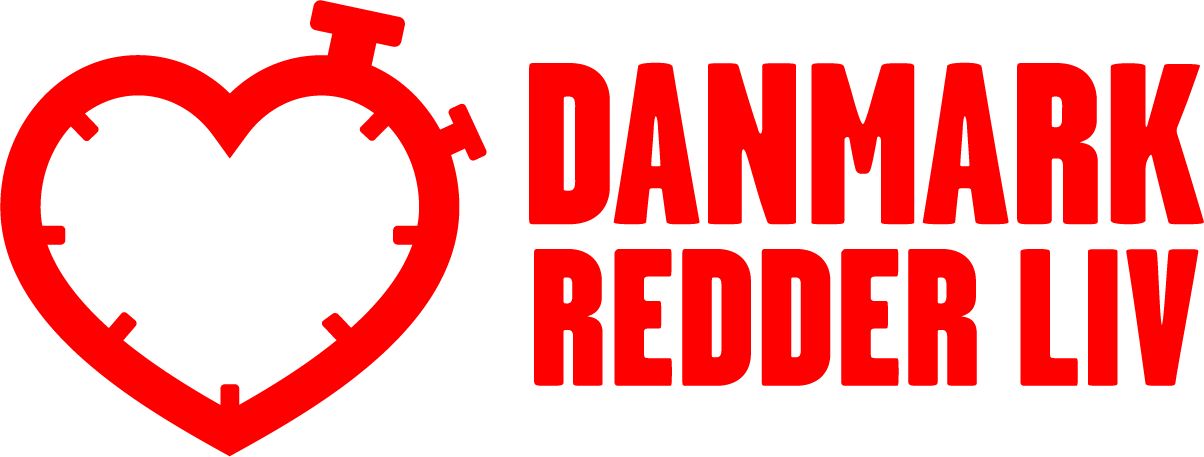 DANMARK
REDDER LIV